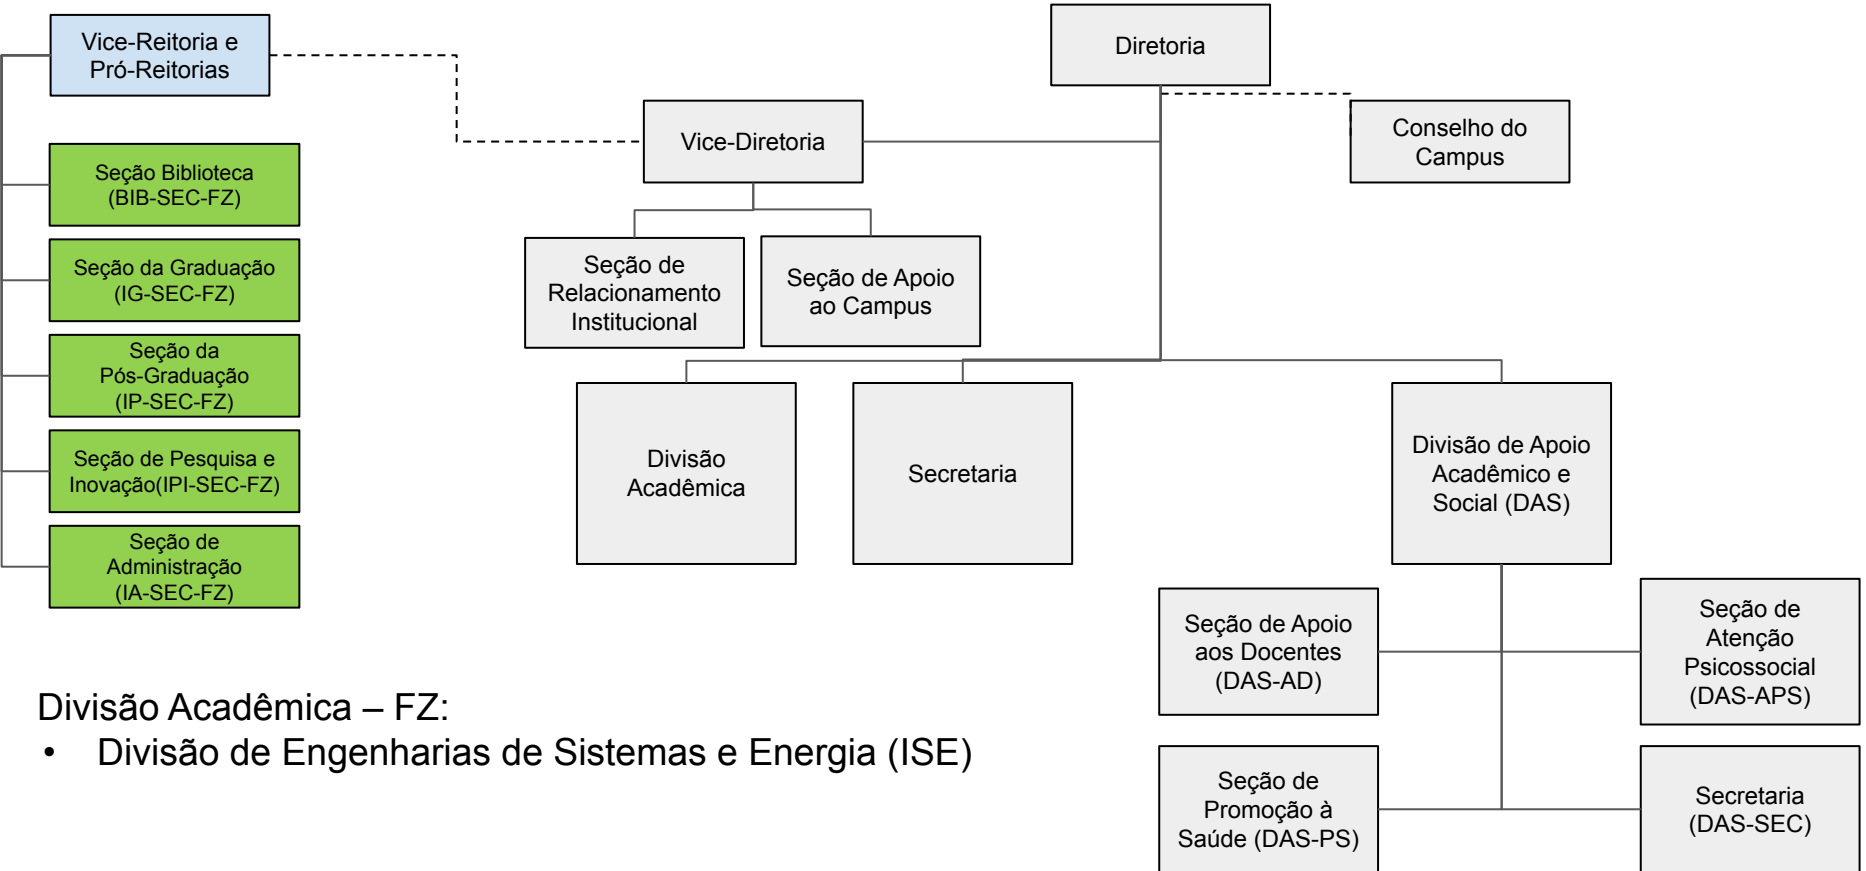 Vice-Reitoria e
Pró-Reitorias
Diretoria
Vice-Diretoria
Conselho do
Campus
Seção Biblioteca
(BIB-SEC-FZ)
Seção da Graduação
(IG-SEC-FZ)
Seção da
Pós-Graduação
(IP-SEC-FZ)
Seção de Pesquisa e
Inovação(IPI-SEC-FZ)
Seção de
Administração
(IA-SEC-FZ)
Seção de
Relacionamento
Institucional
Seção de Apoio
ao Campus
Divisão
Acadêmica
Secretaria
Divisão de Apoio
Acadêmico e
Social (DAS)
Seção de Apoio
aos Docentes
(DAS-AD)
Seção de
Atenção
Psicossocial
(DAS-APS)
Seção de
Promoção à
Saúde (DAS-PS)
Secretaria
(DAS-SEC)
Divisão Acadêmica – FZ:
• Divisão de Engenharias de Sistemas e Energia (ISE)